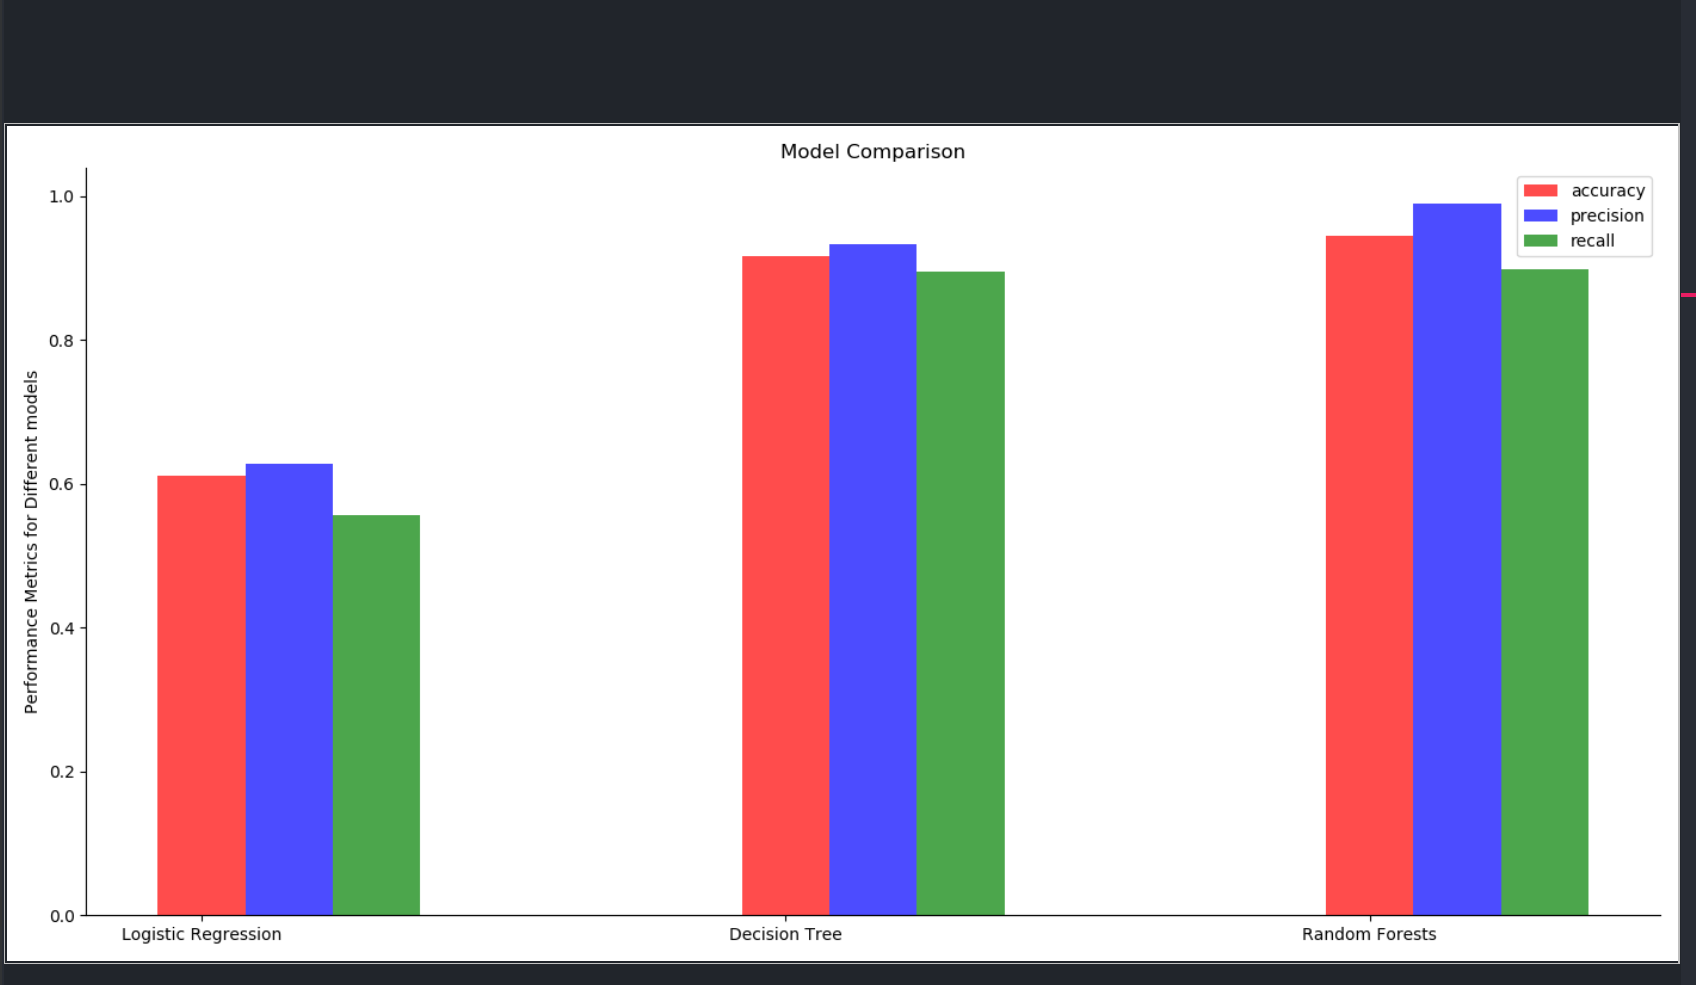 Model Comparison
1.0
0.8
0.6
0.4
0.2
0.0
Performance Metrics for Different models
accuracy
precision
recall
Logistic Regression
Decision Tree
Random Forests